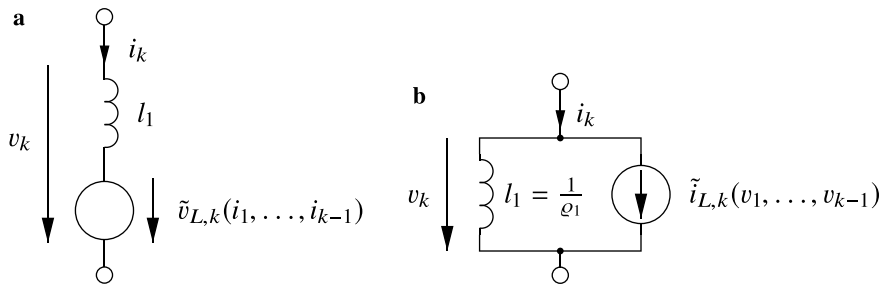 a
i_k
v_k
l_1
ṽ_{L,k}(i_1, . . . , i_{k−1})
b
i_k
v_k
l_1 = 1/ϱ_1
ĩ_{L,k}(v_1, . . . , v_{k−1})